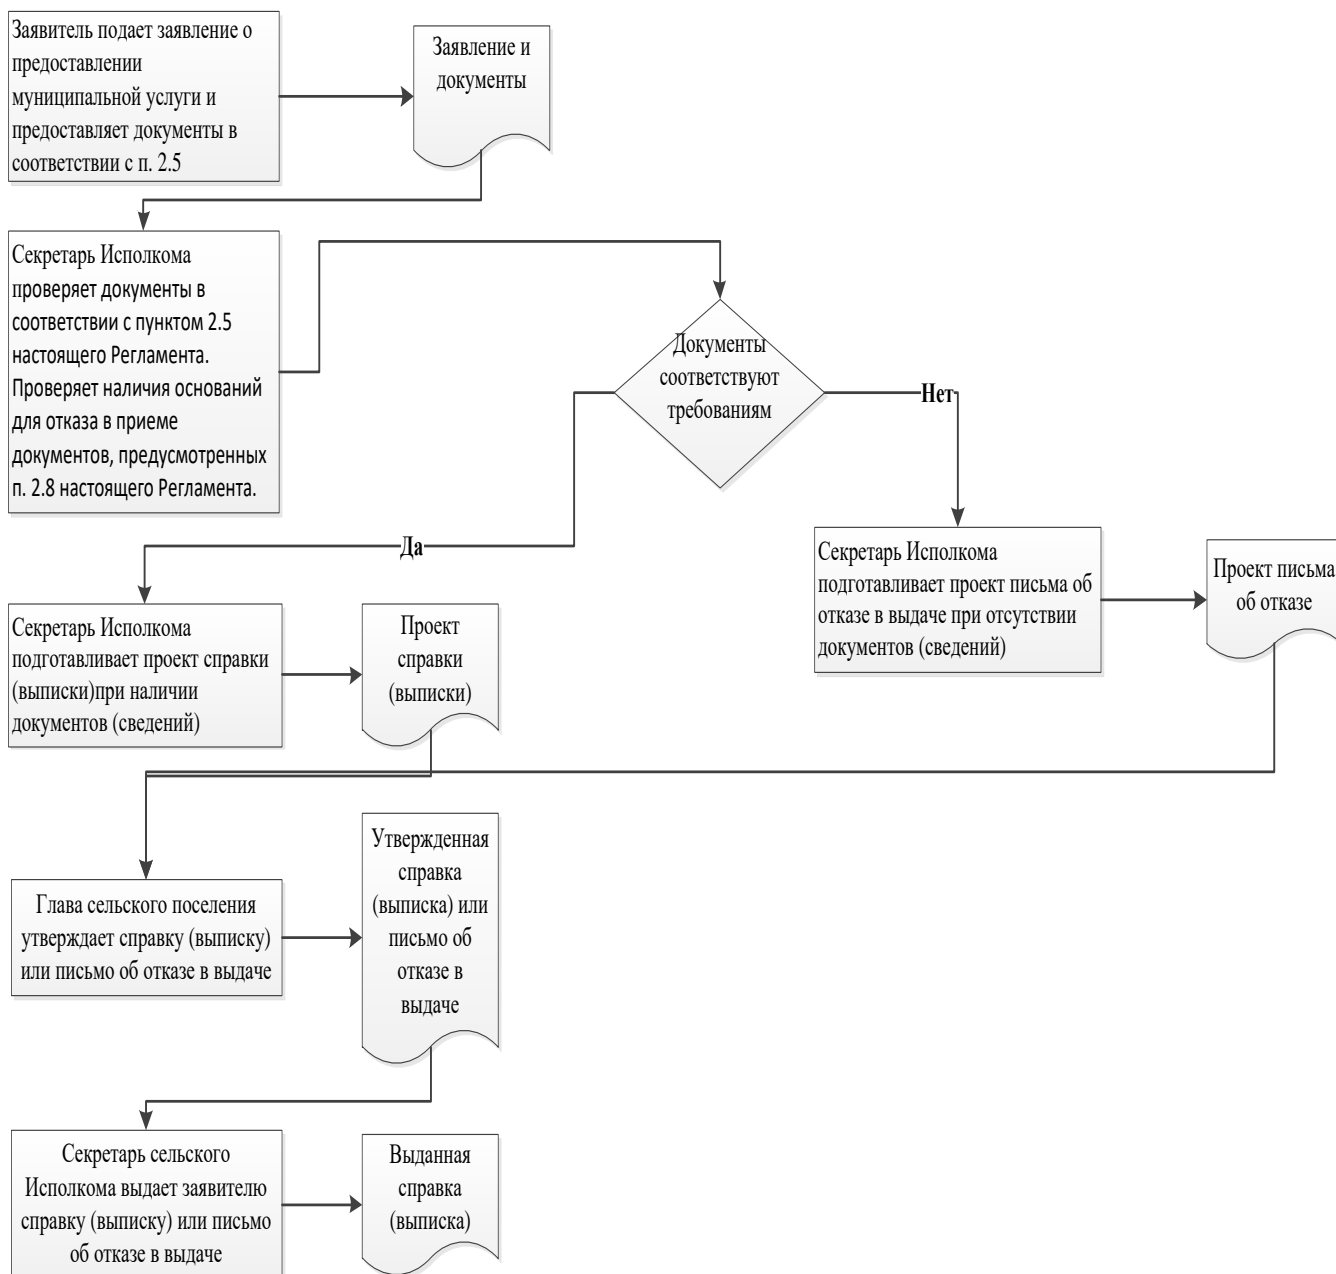 Заявитель подает заявление о
предоставлении
муниципальной услуги и
предоставляет документы в
соответствии с п. 2.5
Заявление и
документы
Секретарь Исполкома
проверяет документы в
соответствии с пунктом 2.5
настоящего Регламента.
Проверяет наличия оснований
для отказа в приеме
документов, предусмотренных
п. 2.8 настоящего Регламента.
Документы
соответствуют
требованиям
Нет
Да
Секретарь Исполкома
подготавливает проект письма об
отказе в выдаче при отсутствии
документов (сведений)
Проект письма
об отказе
Секретарь Исполкома
подготавливает проект справки
(выписки)при наличии
документов (сведений)
Проект
справки
(выписки)
Глава сельского поселения
утверждает справку (выписку)
или письмо об отказе в выдаче
Утвержденная
справка
(выписка) или
письмо об
отказе в
выдаче
Секретарь сельского
Исполкома выдает заявителю
справку (выписку) или письмо
об отказе в выдаче
Выданная
справка
(выписка)